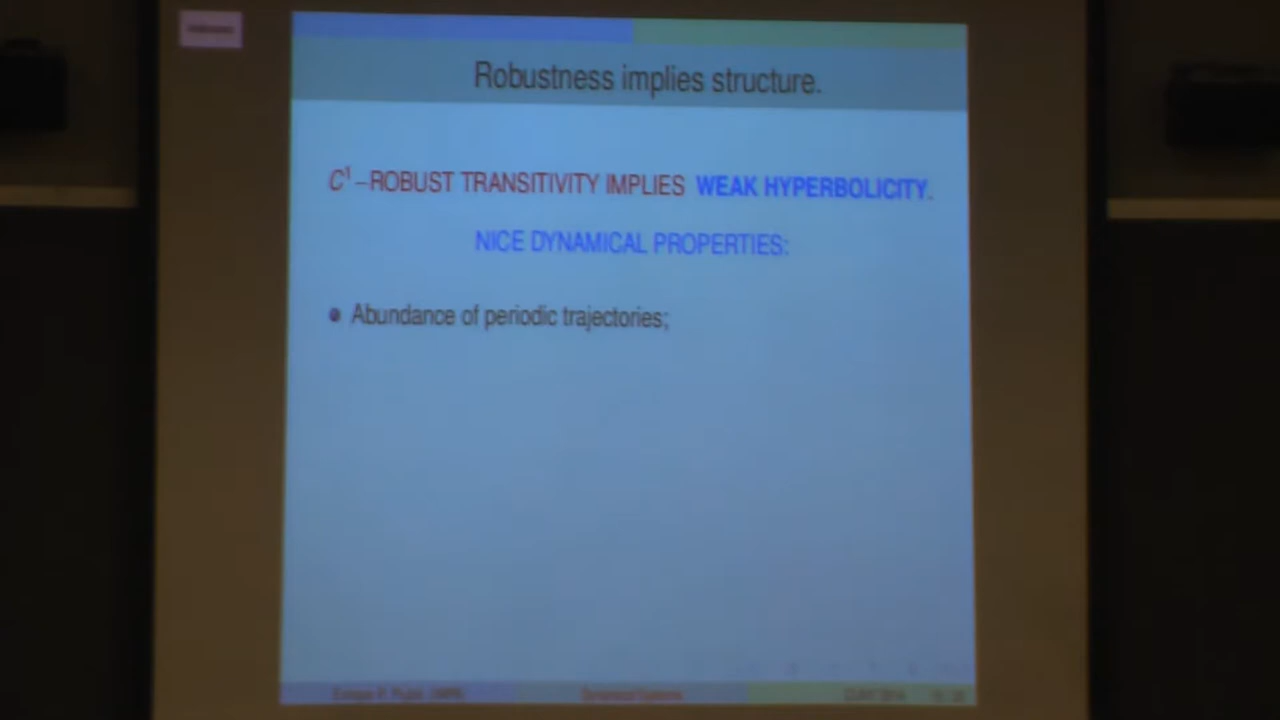 Robustness implies structure.
C¹–ROBUST TRANSITIVITY IMPLIES WEAK HYPERBOLICITY.
NICE DYNAMICAL PROPERTIES:
Abundance of periodic trajectories;